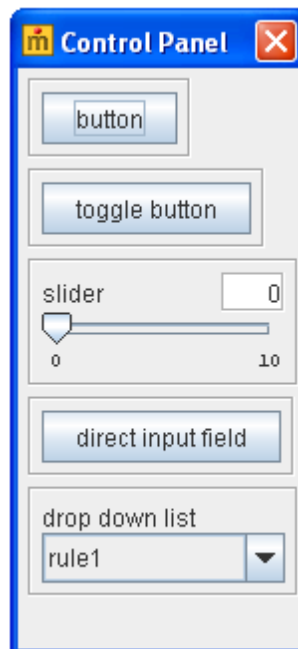 m Control Panel
button
toggle button
slider 0
0 10
direct input field
drop down list
rule1